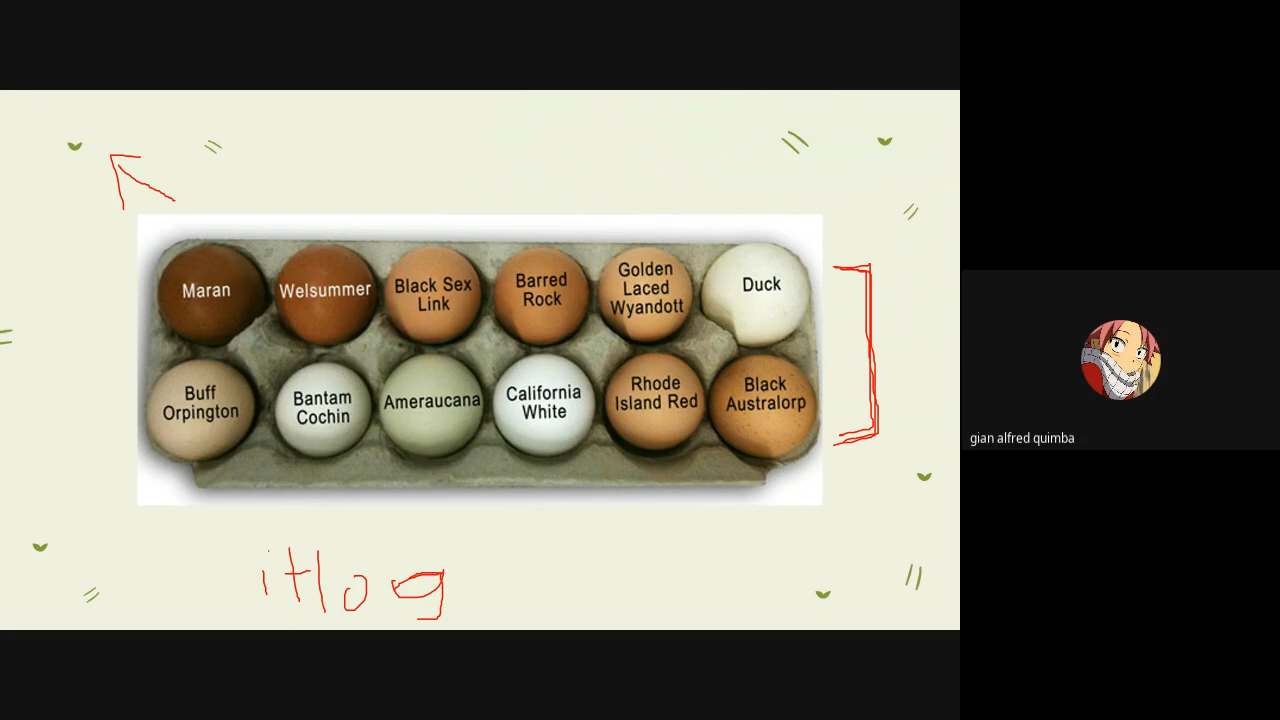 Maran Welsummer Black Sex Link Barred Rock Golden Laced Wyandott Duck
Buff Orpington Bantam Cochin Ameraucana California White Rhode Island Red Black Australorp
itlog
gian alfred quimba